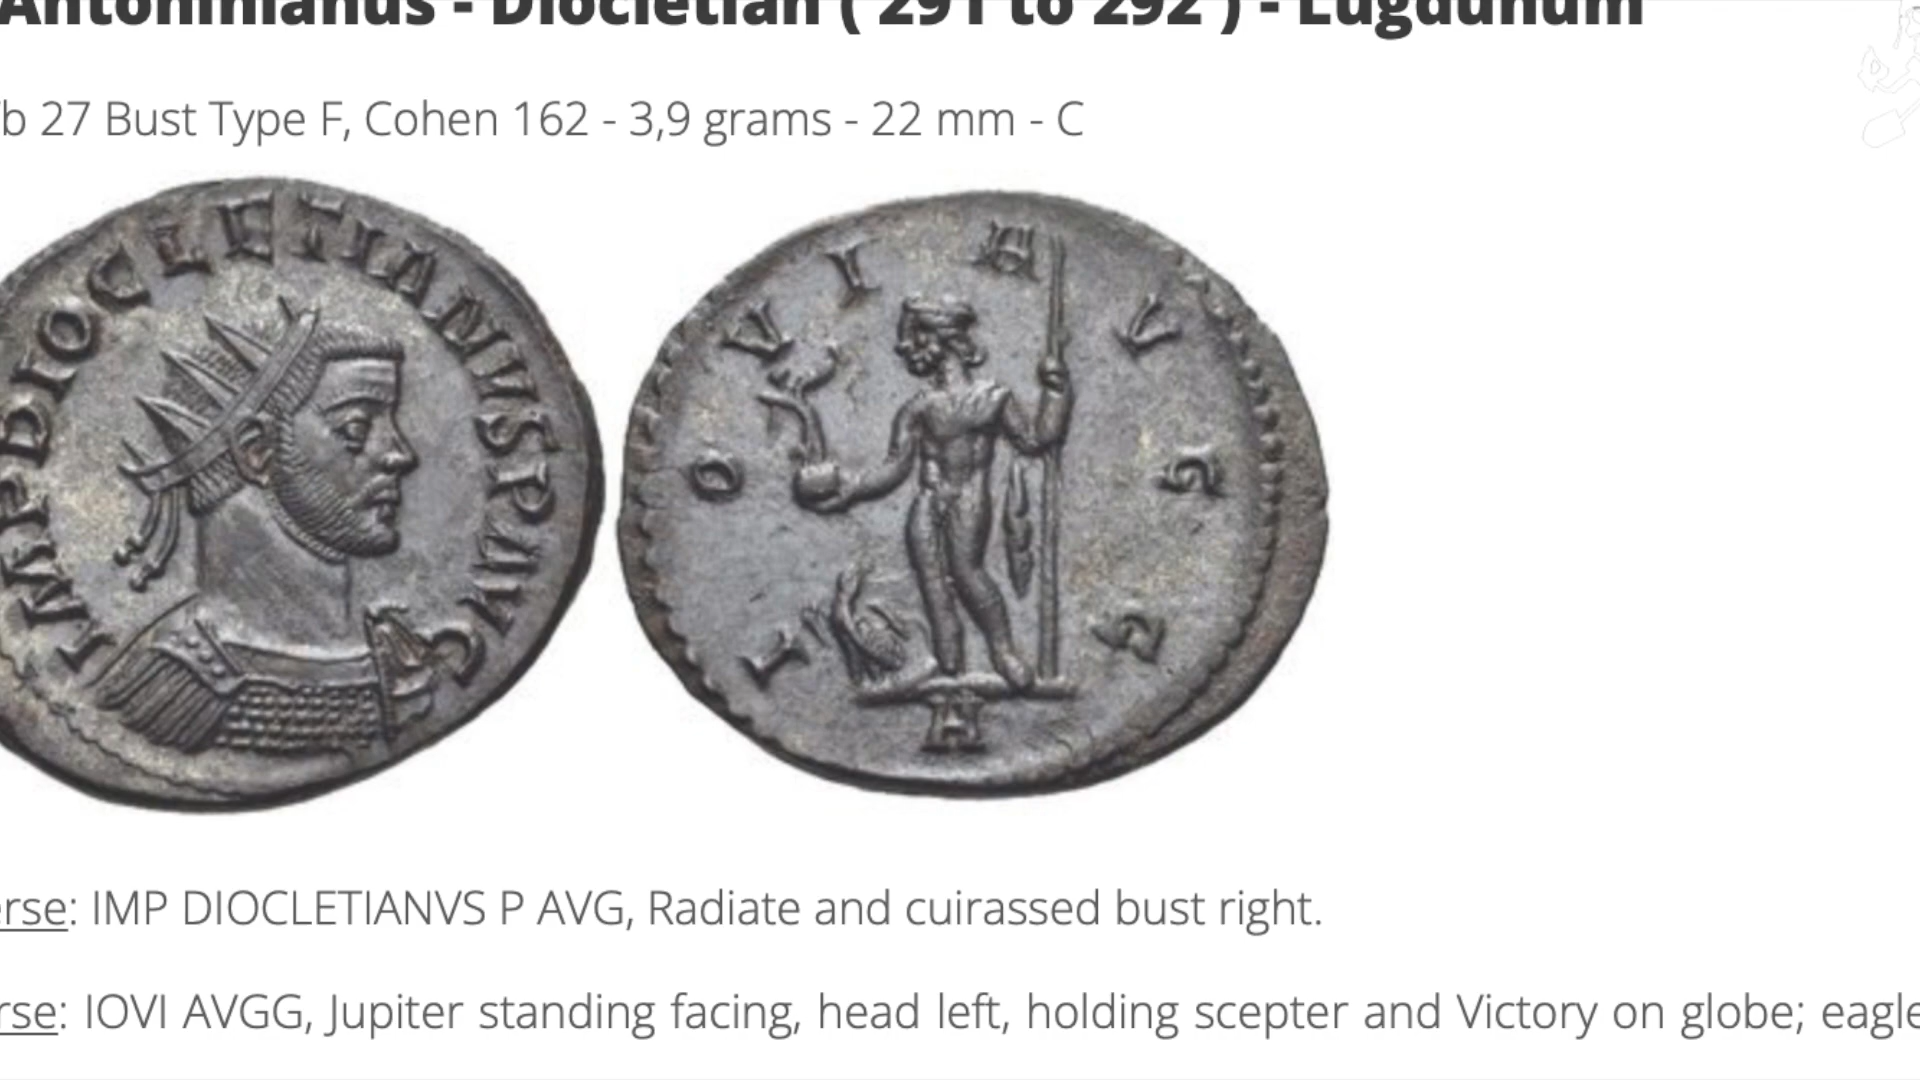 Antoninianus - Diocletian ( 291 to 292 ) - Lugdunum
b 27 Bust Type F, Cohen 162 - 3,9 grams - 22 mm - C
IMP DIOCLETIANVS P AVG
IOVI AVGG
A
erse: IMP DIOCLETIANVS P AVG, Radiate and cuirassed bust right.
rse: IOVI AVGG, Jupiter standing facing, head left, holding scepter and Victory on globe; eagle